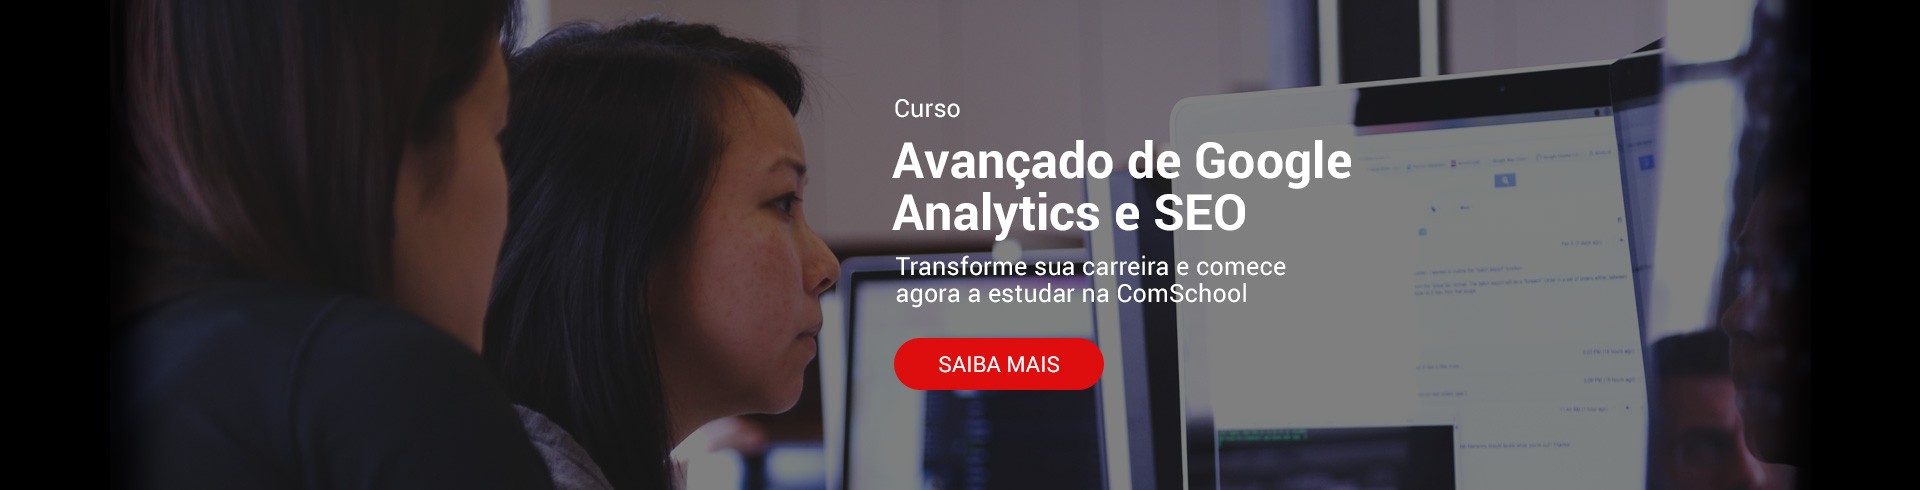 Curso
Avançado de Google
Analytics e SEO
Transforme sua carreira e comece
agora a estudar na ComSchool
SAIBA MAIS